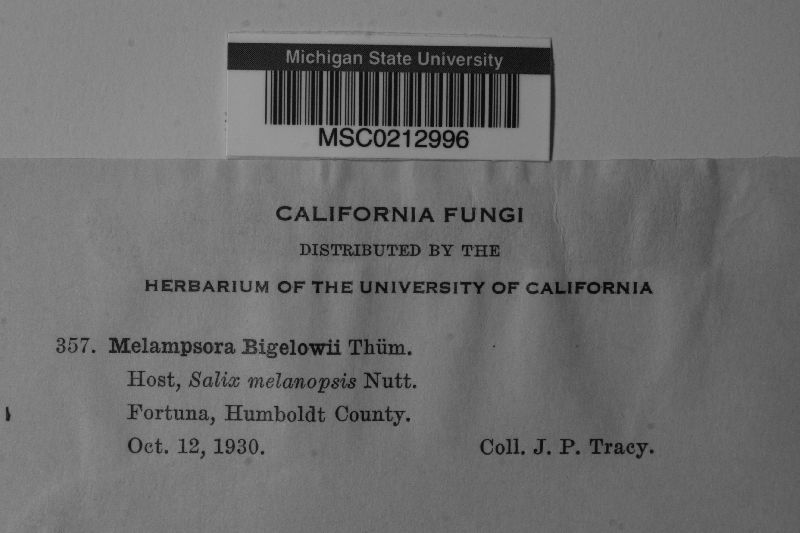 Michigan State University
MSC0212996
CALIFORNIA FUNGI
DISTRIBUTED BY THE
HERBARIUM OF THE UNIVERSITY OF CALIFORNIA
357. Melampsora Bigelowii Thüm.
Host, Salix melanopsis Nutt.
Fortuna, Humboldt County.
Oct. 12, 1930. Coll. J. P. Tracy.